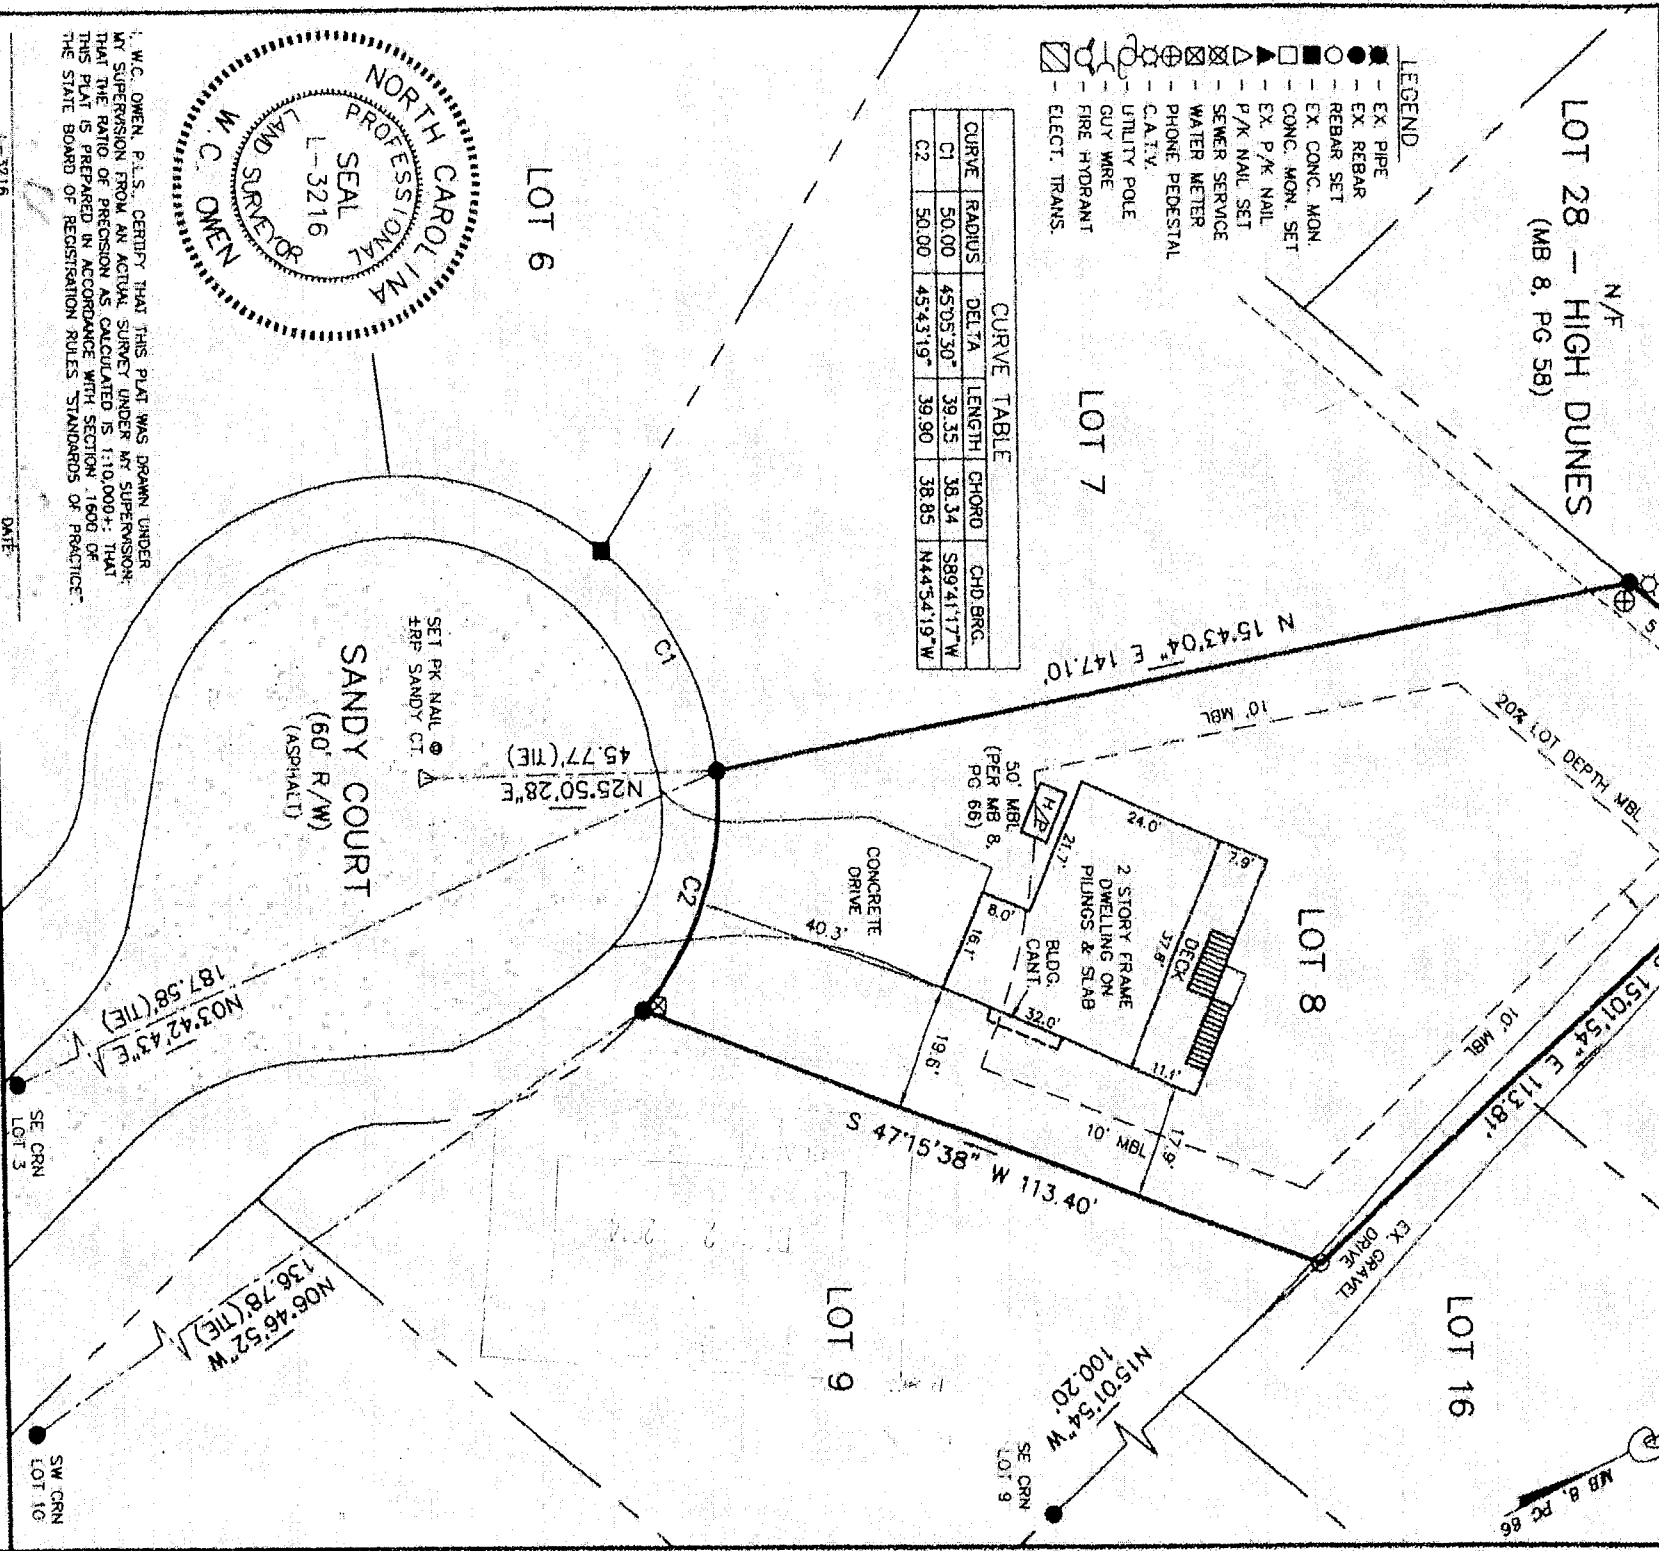 N/F
LOT 28 - HIGH DUNES
(MB 8, PG 58)
LEGEND
- EX. PIPE
- EX. REBAR
- REBAR SET
- EX. CONC. MON.
- CONC. MON. SET
- EX. P/K NAIL
- P/K NAIL SET
- SEWER SERVICE
- WATER METER
- PHONE PEDESTAL
- C.A.T.V.
- UTILITY POLE
- GUY WIRE
- FIRE HYDRANT
- ELECT. TRANS.
CURVE TABLE
CURVE RADIUS DELTA LENGTH CHORD CHD.BRG.
C1 50.00 45°05'30" 39.35 38.34 S89°41'17"W
C2 50.00 45°43'19" 39.90 38.85 N44°54'19"W
LOT 7
LOT 6
NORTH CAROLINA
PROFESSIONAL
SEAL
L-3216
LAND SURVEYOR
W.C. OWEN
I, W.C. OWEN, P.L.S., CERTIFY THAT THIS PLAT WAS DRAWN UNDER
MY SUPERVISION FROM AN ACTUAL SURVEY UNDER MY SUPERVISION;
THAT THE RATIO OF PRECISION AS CALCULATED IS 1:10,000+; THAT
THIS PLAT IS PREPARED IN ACCORDANCE WITH SECTION .1600 OF
THE STATE BOARD OF REGISTRATION RULES "STANDARDS OF PRACTICE".
L-3216
DATE
N 15°43'04" E 147.10'
10' MBL
20% LOT DEPTH MBL
5
50' MBL
(PER MB 8,
PG 66)
H/P
24.0'
7.9'
21.7'
2 STORY FRAME
DWELLING ON
PILINGS & SLAB
37.8'
DECK
8.0'
16.1'
BLDG.
CANT.
32.0'
11.1'
LOT 8
CONCRETE
DRIVE
40.3'
19.6'
17.9'
10' MBL
10' MBL
15°01'54" E 113.81'
S 47°15'38" W 113.40'
EX. GRAVEL
DRIVE
LOT 16
LOT 9
N15°01'54"W
100.20'
SE CRN
LOT 9
MB 8, PG 66
C1
C2
SET PK NAIL @
±RP SANDY CT.
N25°50'28"E
45.77'(TIE)
SANDY COURT
(60' R/W)
(ASPHALT)
N03°42'43"E
187.58'(TIE)
SE CRN
LOT 3
N06°46'52"W
136.78'(TIE)
SW CRN
LOT 10